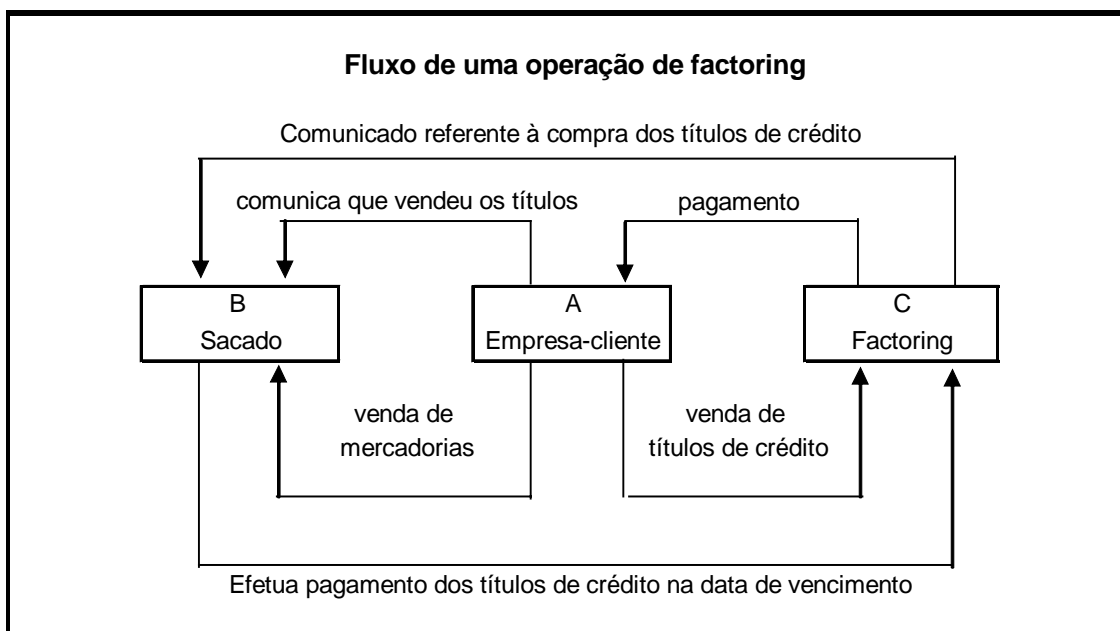 Fluxo de uma operação de factoring
Comunicado referente à compra dos títulos de crédito
comunica que vendeu os títulos
pagamento
B
Sacado
A
Empresa-cliente
C
Factoring
venda de
mercadorias
venda de
títulos de crédito
Efetua pagamento dos títulos de crédito na data de vencimento